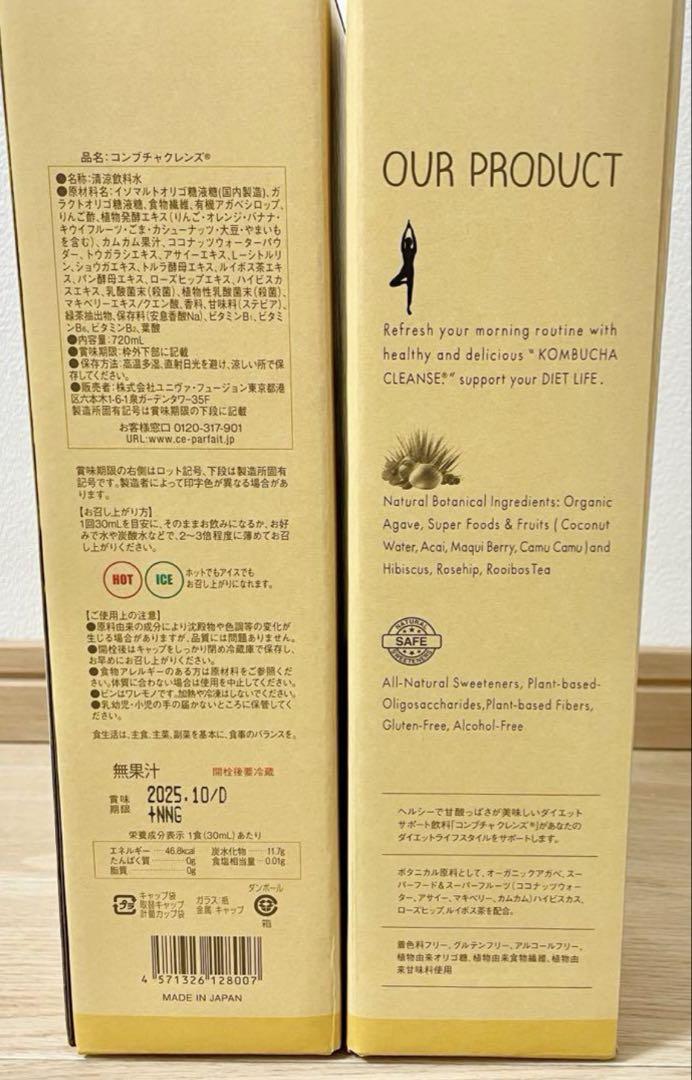 品名：コンブチャクレンズ®
●名称：清涼飲料水
●原材料名：イソマルトオリゴ糖液糖(国内製造)、ガ
ラクトオリゴ糖液糖、食物繊維、有機アガベシロップ、
りんご酢、植物発酵エキス（りんご・オレンジ・バナナ・
キウイフルーツ・ごま・カシューナッツ・大豆・やまいも
を含む）、カムカム果汁、ココナッツウォーターパウ
ダー、トウガラシエキス、アサイーエキス、L-シトルリ
ン、ショウガエキス、トルラ酵母エキス、ルイボス茶エキ
ス、パン酵母エキス、ローズヒップエキス、ハイビスカ
スエキス、乳酸菌末（殺菌）、植物性乳酸菌末（殺菌）、
マキベリーエキス/クエン酸、香料、甘味料（ステビア）、
緑茶抽出物、保存料（安息香酸Na）、ビタミンB₁、ビタミ
ンB₆、ビタミンB₂、葉酸
●内容量：720mL
●賞味期限：枠外下部に記載
●保存方法：高温多湿、直射日光を避け、涼しい所で保
存してください。
●販売者：株式会社ユニヴァ・フュージョン東京都港
区六本木1-6-1泉ガーデンタワー35F
製造所固有記号は賞味期限の下段に記載
お客様窓口 0120-317-901
URL:www.ce-parfait.jp
賞味期限の右側はロット記号、下段は製造所固有
記号です。製造者によって印字色が異なる場合があ
ります。
【お召し上がり方】
1回30mLを目安に、そのままお飲みになるか、お好
みで水や炭酸水などで、2〜3倍程度に薄めてお召
し上がりください。
HOT ICE ホットでもアイスでも
お召し上がりになれます。
【ご使用上の注意】
●原料由来の成分により沈殿物や色調等の変化が
生じる場合がありますが、品質には問題ありません。
●開栓後はキャップをしっかり閉め冷蔵庫で保存し、
お早めにお召し上がりください。
●食物アレルギーのある方は原材料をご参照くだ
さい。体質に合わない場合は使用を中止してください。
●ビンはワレモノです。加熱や冷凍はしないでください。
●乳幼児・小児の手の届かないところに保管してく
ださい。
食生活は、主食、主菜、副菜を基本に、食事のバランスを。
無果汁 開栓後要冷蔵
賞味
期限 2025.10/D
+NNG
栄養成分表示 1食(30mL)あたり
エネルギー 46.8kcal 炭水化物 11.7g
たんぱく質 0g 食塩相当量 0.01g
脂質 0g
プラ キャップ袋
取替キャップ
計量カップ袋
ガラス:瓶
金属:キャップ
ダンボール
箱
4 571326 128007
MADE IN JAPAN
OUR PRODUCT
Refresh your morning routine with
healthy and delicious “ KOMBUCHA
CLEANSE®.” support your DIET LIFE.
Natural Botanical Ingredients: Organic
Agave, Super Foods & Fruits ( Coconut
Water, Acai, Maqui Berry, Camu Camu ) and
Hibiscus, Rosehip, Rooibos Tea
NATURAL
SAFE
SWEETENERS
All-Natural Sweeteners, Plant-based-
Oligosaccharides,Plant-based Fibers,
Gluten-Free, Alcohol-Free
ヘルシーで甘酸っぱさが美味しいダイエット
サポート飲料「コンブチャクレンズ®」があなたの
ダイエットライフスタイルをサポートします。
ボタニカル原料として、オーガニックアガベ、スー
パーフード&スーパーフルーツ（ココナッツウォー
ター、アサイー、マキベリー、カムカム）ハイビスカス、
ローズヒップ、ルイボス茶を配合。
着色料フリー、グルテンフリー、アルコールフリー、
植物由来オリゴ糖、植物由来食物繊維、植物由
来甘味料使用